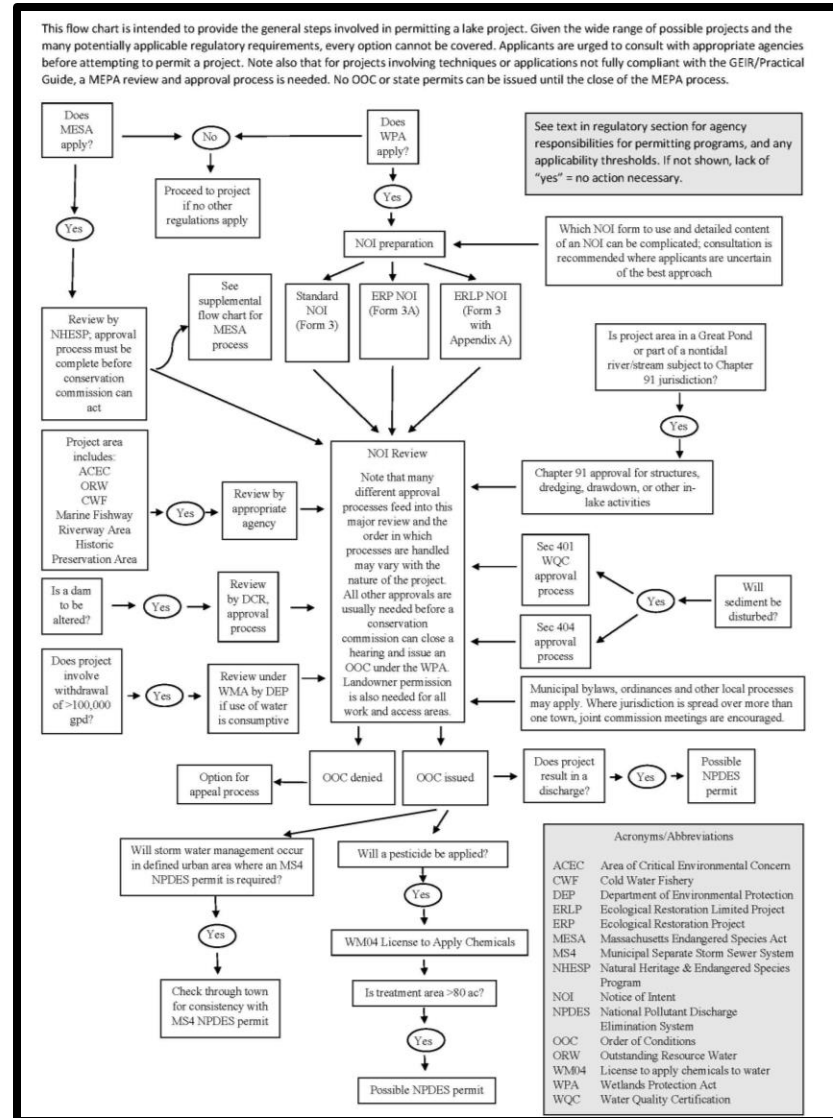 This flow chart is intended to provide the general steps involved in permitting a lake project. Given the wide range of possible projects and the
many potentially applicable regulatory requirements, every option cannot be covered. Applicants are urged to consult with appropriate agencies
before attempting to permit a project. Note also that for projects involving techniques or applications not fully compliant with the GEIR/Practical
Guide, a MEPA review and approval process is needed. No OOC or state permits can be issued until the close of the MEPA process.
Does
MESA
apply?
No
Does
WPA
apply?
See text in regulatory section for agency
responsibilities for permitting programs, and any
applicability thresholds. If not shown, lack of
“yes” = no action necessary.
Proceed to project
if no other
regulations apply
Yes
Yes
NOI preparation
Which NOI form to use and detailed content
of an NOI can be complicated; consultation is
recommended where applicants are uncertain
of the best approach
See
supplemental
flow chart for
MESA
process
Standard
NOI
(Form 3)
ERP NOI
(Form 3A)
ERLP NOI
(Form 3
with
Appendix A)
Review by
NHESP; approval
process must be
complete before
conservation
commission can
act
Is project area in a Great Pond
or part of a nontidal
river/stream subject to Chapter
91 jurisdiction?
Yes
Project area
includes:
ACEC
ORW
CWF
Marine Fishway
Riverway Area
Historic
Preservation Area
Yes
Review by
appropriate
agency
NOI Review
Note that many
different approval
processes feed into this
major review and the
order in which
processes are handled
may vary with the
nature of the project.
All other approvals are
usually needed before a
conservation
commission can close a
hearing and issue an
OOC under the WPA.
Landowner permission
is also needed for all
work and access areas.
Chapter 91 approval for structures,
dredging, drawdown, or other in-
lake activities
Sec 401
WQC
approval
process
Yes
Will
sediment be
disturbed?
Sec 404
approval
process
Is a dam
to be
altered?
Yes
Review
by DCR,
approval
process
Does project
involve
withdrawal
of >100,000
gpd?
Yes
Review under
WMA by DEP
if use of water
is consumptive
Municipal bylaws, ordinances and other local processes
may apply. Where jurisdiction is spread over more than
one town, joint commission meetings are encouraged.
Option for
appeal process
OOC denied
OOC issued
Does project
result in a
discharge?
Yes
Possible
NPDES
permit
Will storm water management occur
in defined urban area where an MS4
NPDES permit is required?
Yes
Check through town
for consistency with
MS4 NPDES permit
Will a pesticide be applied?
Yes
WM04 License to Apply Chemicals
Is treatment area >80 ac?
Yes
Possible NPDES permit
Acronyms/Abbreviations
ACEC Area of Critical Environmental Concern
CWF Cold Water Fishery
DEP Department of Environmental Protection
ERLP Ecological Restoration Limited Project
ERP Ecological Restoration Project
MESA Massachusetts Endangered Species Act
MS4 Municipal Separate Storm Sewer System
NHESP Natural Heritage & Endangered Species
Program
NOI Notice of Intent
NPDES National Pollutant Discharge
Elimination System
OOC Order of Conditions
ORW Outstanding Resource Water
WM04 License to apply chemicals to water
WPA Wetlands Protection Act
WQC Water Quality Certification